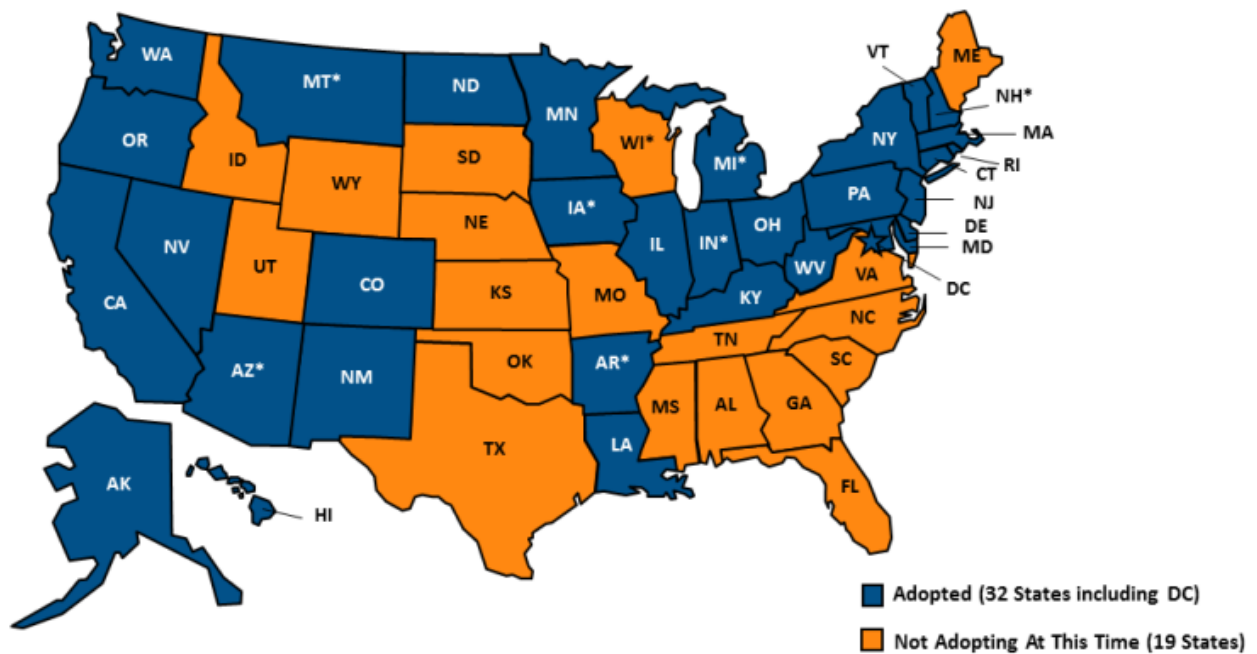 WA
MT*
ND
MN
VT
ME
NH*
OR
ID
SD
WI*
MI*
NY
MA
WY
RI
CT
NE
IA*
PA
NJ
NV
UT
IL
IN*
OH
DE
MD
CO
WV
VA
DC
CA
KS
MO
KY
NC
TN
AZ*
NM
OK
AR*
SC
MS
AL
GA
TX
LA
AK
FL
HI
Adopted (32 States including DC)
Not Adopting At This Time (19 States)